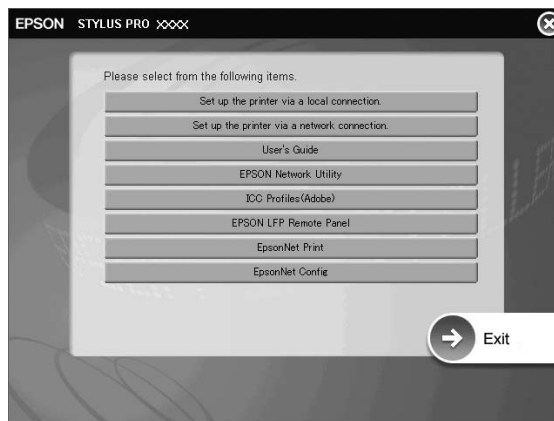 EPSON STYLUS PRO XXXX
Please select from the following items.
Set up the printer via a local connection.
Set up the printer via a network connection.
User's Guide
EPSON Network Utility
ICC Profiles(Adobe)
EPSON LFP Remote Panel
EpsonNet Print
EpsonNet Config
Exit